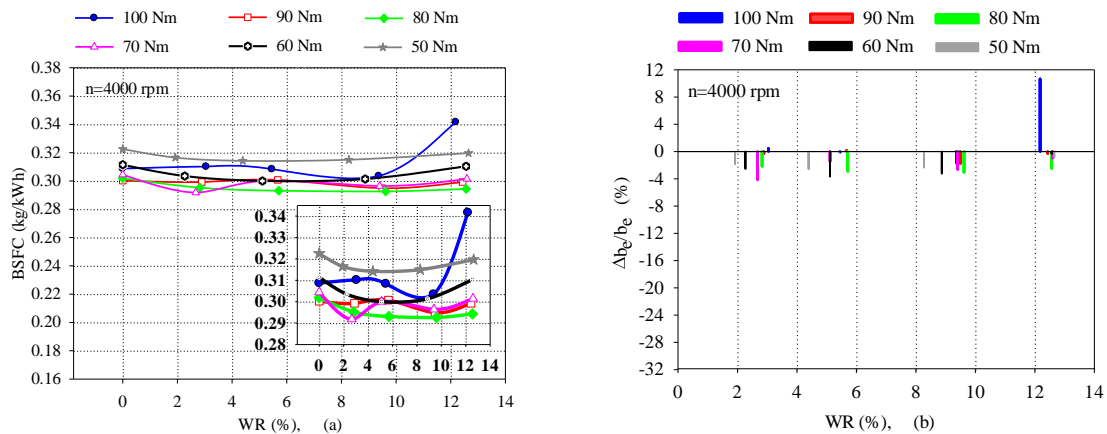 100 Nm 90 Nm 80 Nm
70 Nm 60 Nm 50 Nm
0.38
0.36
0.34
0.32
0.30
0.28
0.26
0.24
0.22
0.20
0.18
0.16
BSFC (kg/kWh)
n=4000 rpm
0.34
0.33
0.32
0.31
0.30
0.29
0.28
0 2 4 6 8 10 12 14
0 2 4 6 8 10 12 14
WR (%), (a)
100 Nm 90 Nm 80 Nm
70 Nm 60 Nm 50 Nm
12
8
4
0
-4
-8
-12
-16
-20
-24
-28
-32
Δbe/be (%)
n=4000 rpm
0 2 4 6 8 10 12 14
WR (%), (b)